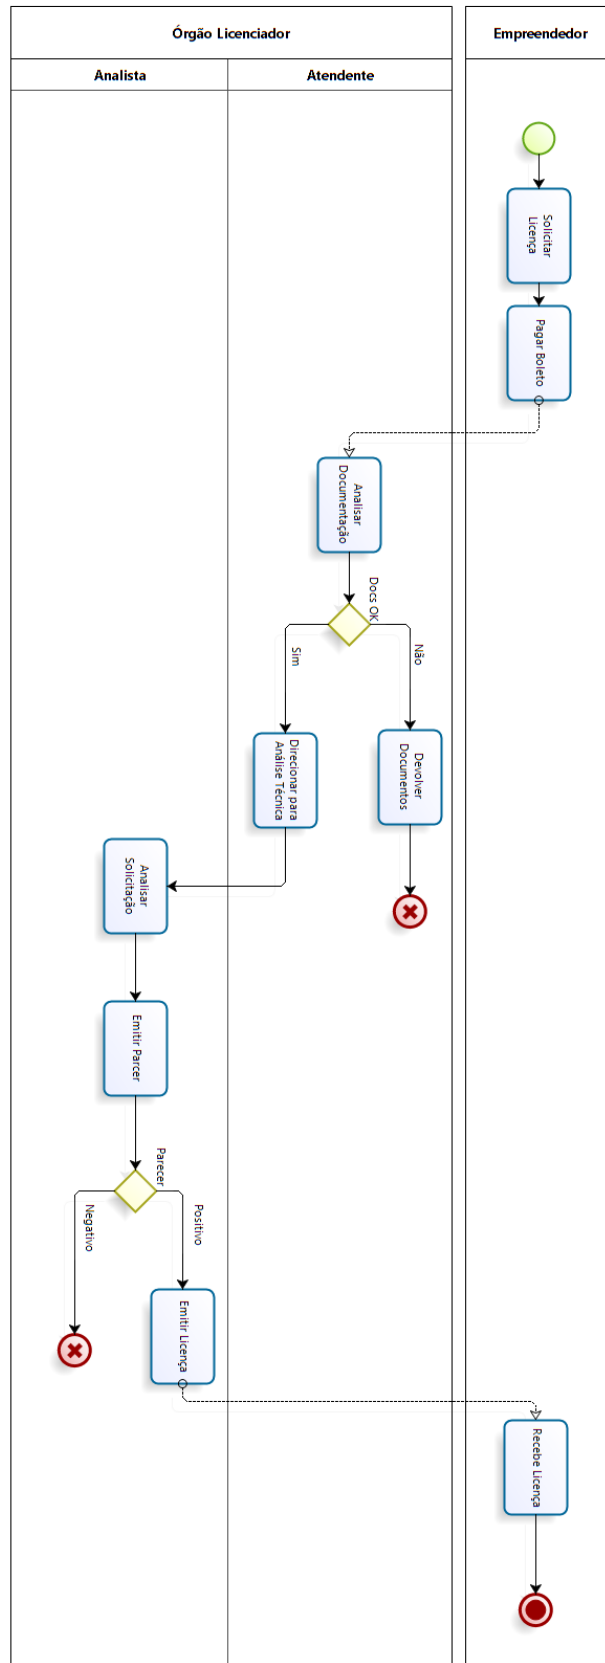 Órgão Licenciador
Empreendedor
Analista
Atendente
Solicitar
Licença
Pagar Boleto
Analisar
Documentação
Docs OK
Não
Sim
Devolver
Documentos
Direcionar para
Análise Técnica
Analisar
Solicitação
Emitir Parcer
Parecer
Positivo
Negativo
Emitir Licença
Recebe Licença